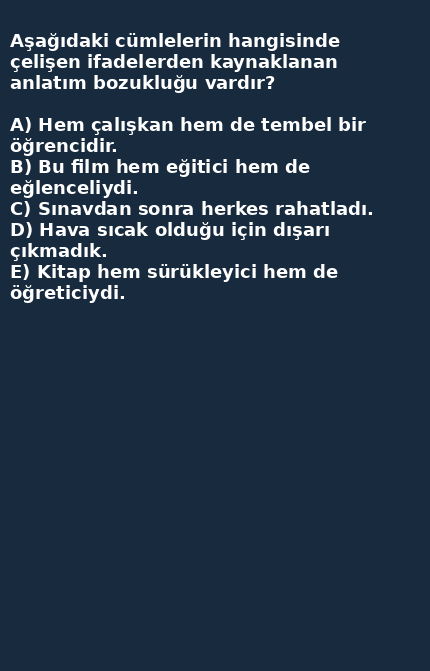 Aşağıdaki cümlelerin hangisinde
çelişen ifadelerden kaynaklanan
anlatım bozukluğu vardır?
A) Hem çalışkan hem de tembel bir
öğrencidir.
B) Bu film hem eğitici hem de
eğlenceliydi.
C) Sınavdan sonra herkes rahatladı.
D) Hava sıcak olduğu için dışarı
çıkmadık.
E) Kitap hem sürükleyici hem de
öğreticiydi.